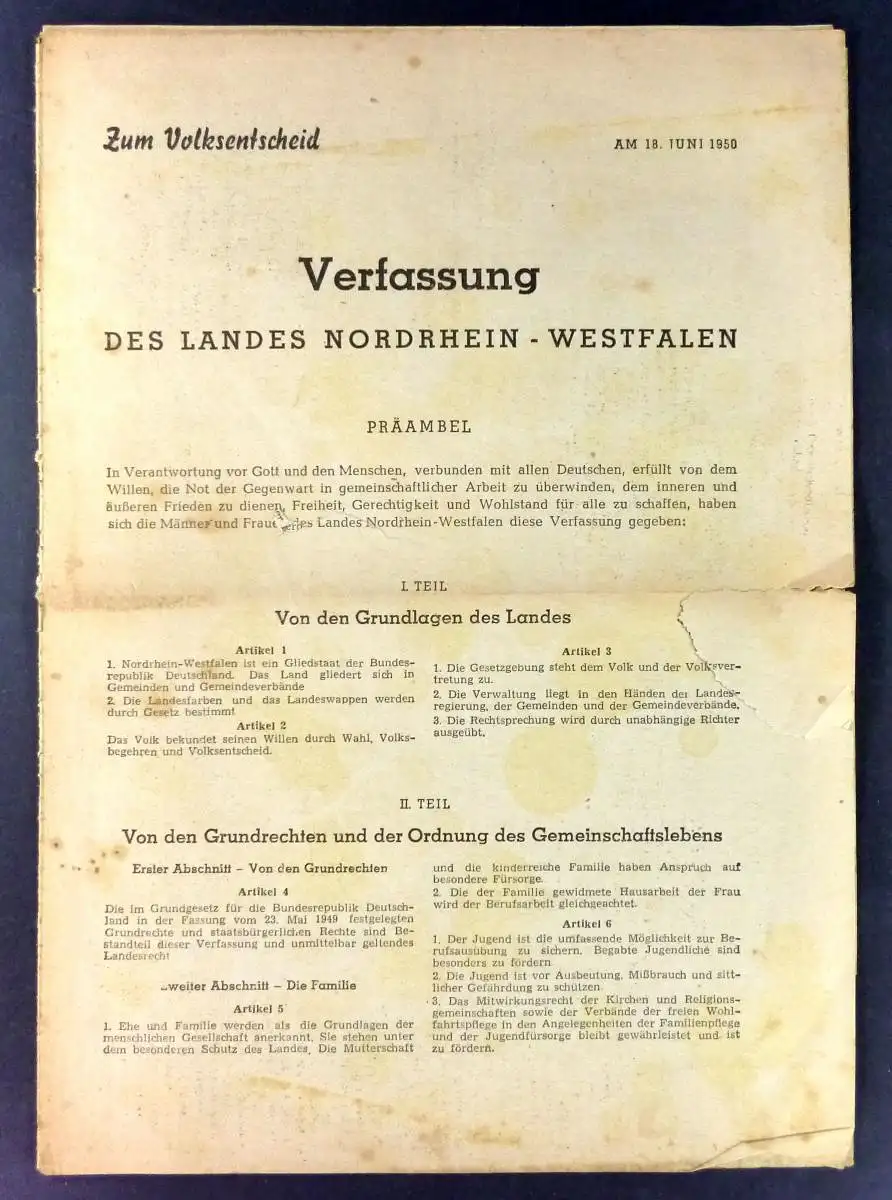 Zum Volksentscheid
AM 18. JUNI 1950
Verfassung
DES LANDES NORDRHEIN - WESTFALEN
PRÄAMBEL
In Verantwortung vor Gott und den Menschen, verbunden mit allen Deutschen, erfüllt von dem
Willen, die Not der Gegenwart in gemeinschaftlicher Arbeit zu überwinden, dem inneren und
äußeren Frieden zu dienen, Freiheit, Gerechtigkeit und Wohlstand für alle zu schaffen, haben
sich die Männer und Fraue des Landes Nordrhein-Westfalen diese Verfassung gegeben:
I. TEIL
Von den Grundlagen des Landes
Artikel 1
1. Nordrhein-Westfalen ist ein Gliedstaat der Bundes-
republik Deutschland. Das Land gliedert sich in
Gemeinden und Gemeindeverbände
2. Die Landesfarben und das Landeswappen werden
durch Gesetz bestimmt
Artikel 2
Das Volk bekundet seinen Willen durch Wahl, Volks-
begehren und Volksentscheid.
Artikel 3
1. Die Gesetzgebung steht dem Volk und der Volksver-
tretung zu.
2. Die Verwaltung liegt in den Händen der Landes-
regierung, der Gemeinden und der Gemeindeverbände.
3. Die Rechtsprechung wird durch unabhängige Richter
ausgeübt.
II. TEIL
Von den Grundrechten und der Ordnung des Gemeinschaftslebens
Erster Abschnitt – Von den Grundrechten
Artikel 4
Die im Grundgesetz für die Bundesrepublik Deutsch-
land in der Fassung vom 23. Mai 1949 festgelegten
Grundrechte und staatsbürgerlichen Rechte sind Be-
standteil dieser Verfassung und unmittelbar geltendes
Landesrecht
weiter Abschnitt – Die Familie
Artikel 5
1. Ehe und Familie werden als die Grundlagen der
menschlichen Gesellschaft anerkannt. Sie stehen unter
dem besonderen Schutz des Landes. Die Mutterschaft
und die kinderreiche Familie haben Anspruch auf
besondere Fürsorge.
2. Die der Familie gewidmete Hausarbeit der Frau
wird der Berufsarbeit gleichgeachtet.
Artikel 6
1. Der Jugend ist die umfassende Möglichkeit zur Be-
rufsausübung zu sichern. Begabte Jugendliche sind
besonders zu fördern
2. Die Jugend ist vor Ausbeutung, Mißbrauch und sitt-
licher Gefährdung zu schützen
3. Das Mitwirkungsrecht der Kirchen und Religions-
gemeinschaften sowie der Verbände der freien Wohl-
fahrtspflege in den Angelegenheiten der Familienpflege
und der Jugendfürsorge bleibt gewährleistet und ist
zu fördern.